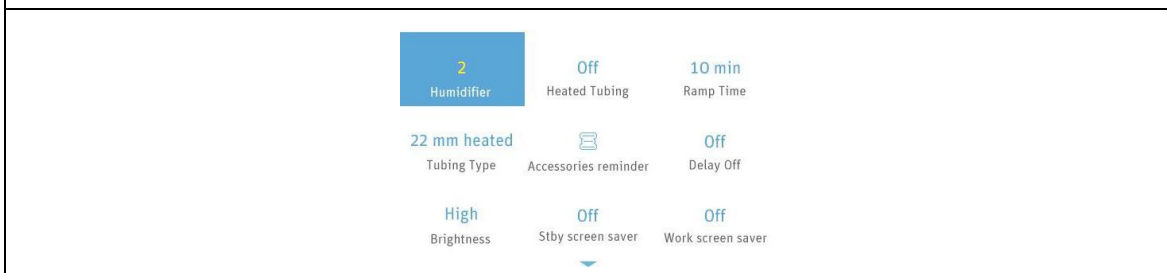 2 Off 10 min
Humidifier Heated Tubing Ramp Time
22 mm heated Off
Tubing Type Accessories reminder Delay Off
High Off Off
Brightness Stby screen saver Work screen saver